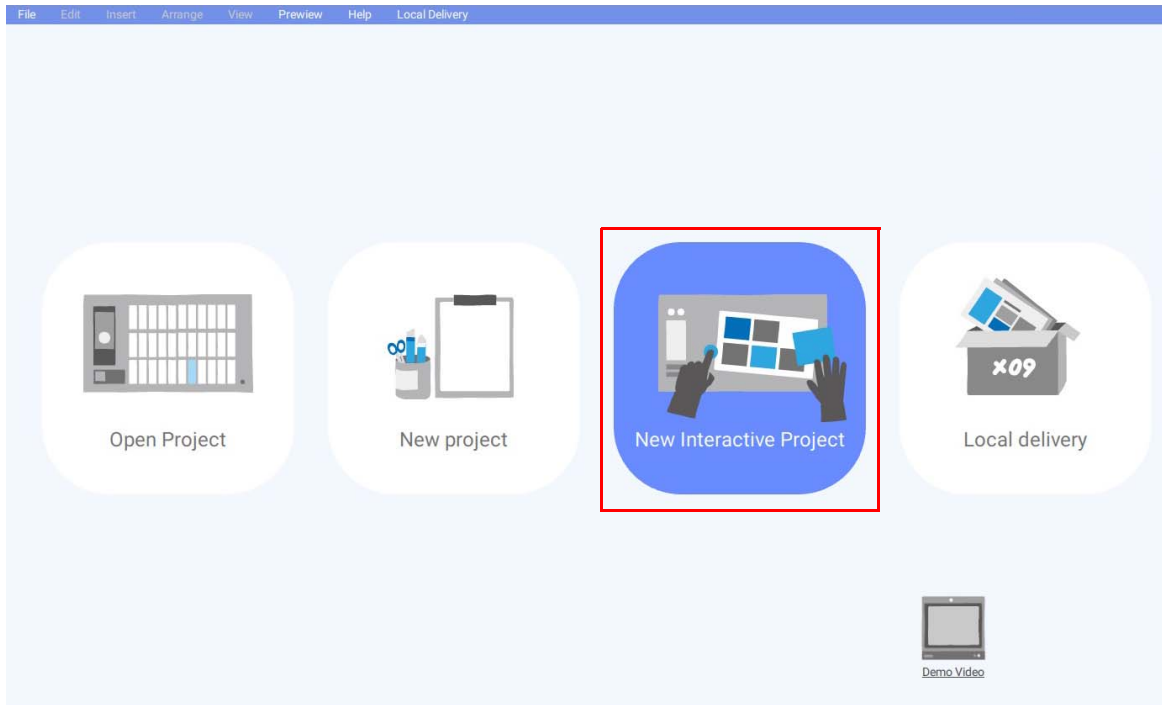 File Edit Insert Arrange View Prewiew Help Local Delivery
×09
Open Project New project New Interactive Project Local delivery
Demo Video